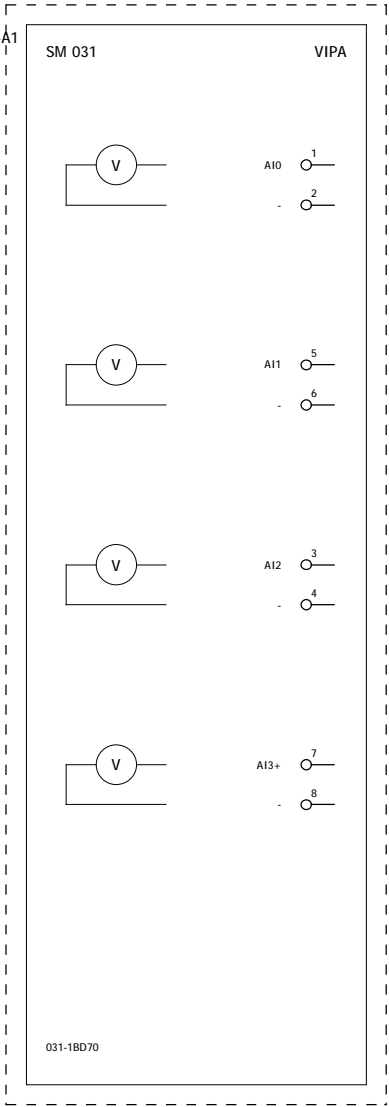 A1
SM 031 VIPA
V AI0 1
- 2
V AI1 5
- 6
V AI2 3
- 4
V AI3+ 7
- 8
031-1BD70